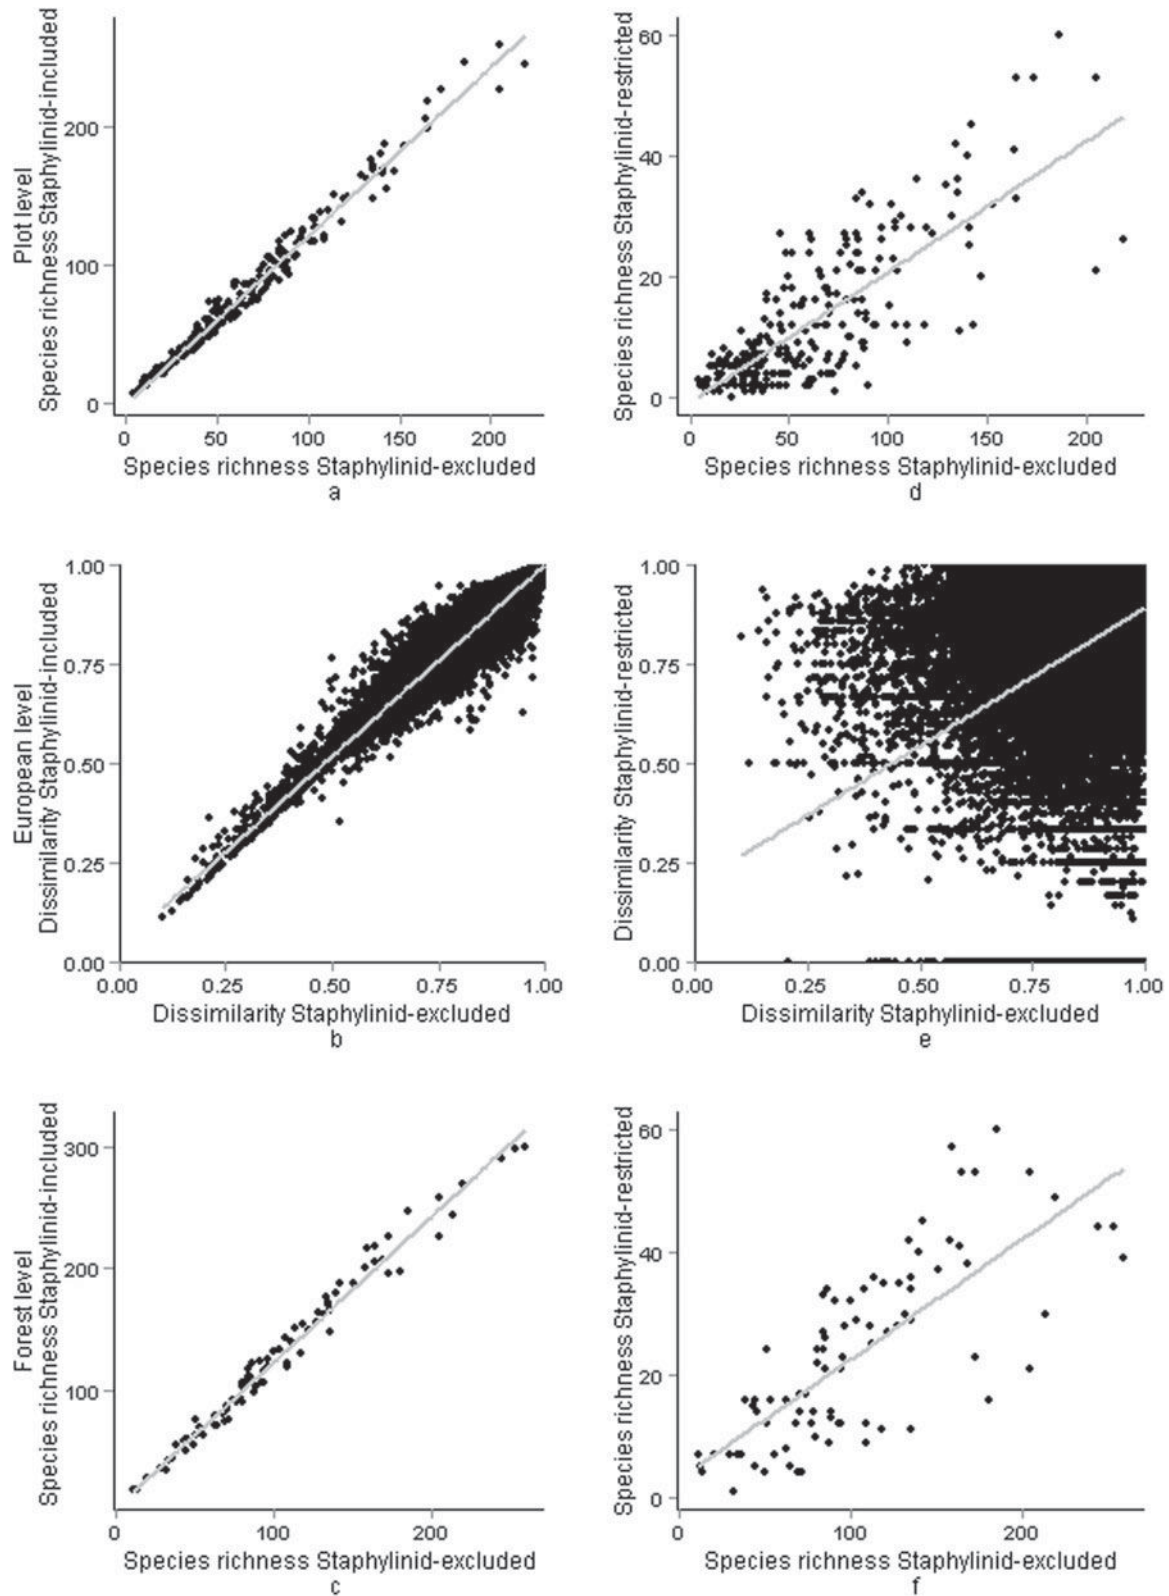 Plot level
Species richness Staphylinid-included
200
100
0
0 50 100 150 200
Species richness Staphylinid-excluded
a
Species richness Staphylinid-restricted
60
40
20
0
0 50 100 150 200
Species richness Staphylinid-excluded
d
European level
Dissimilarity Staphylinid-included
1.00
0.75
0.50
0.25
0.00
0.00 0.25 0.50 0.75 1.00
Dissimilarity Staphylinid-excluded
b
Dissimilarity Staphylinid-restricted
1.00
0.75
0.50
0.25
0.00
0.00 0.25 0.50 0.75 1.00
Dissimilarity Staphylinid-excluded
e
Forest level
Species richness Staphylinid-included
300
200
100
0 100 200
Species richness Staphylinid-excluded
c
Species richness Staphylinid-restricted
60
40
20
0
0 100 200
Species richness Staphylinid-excluded
f